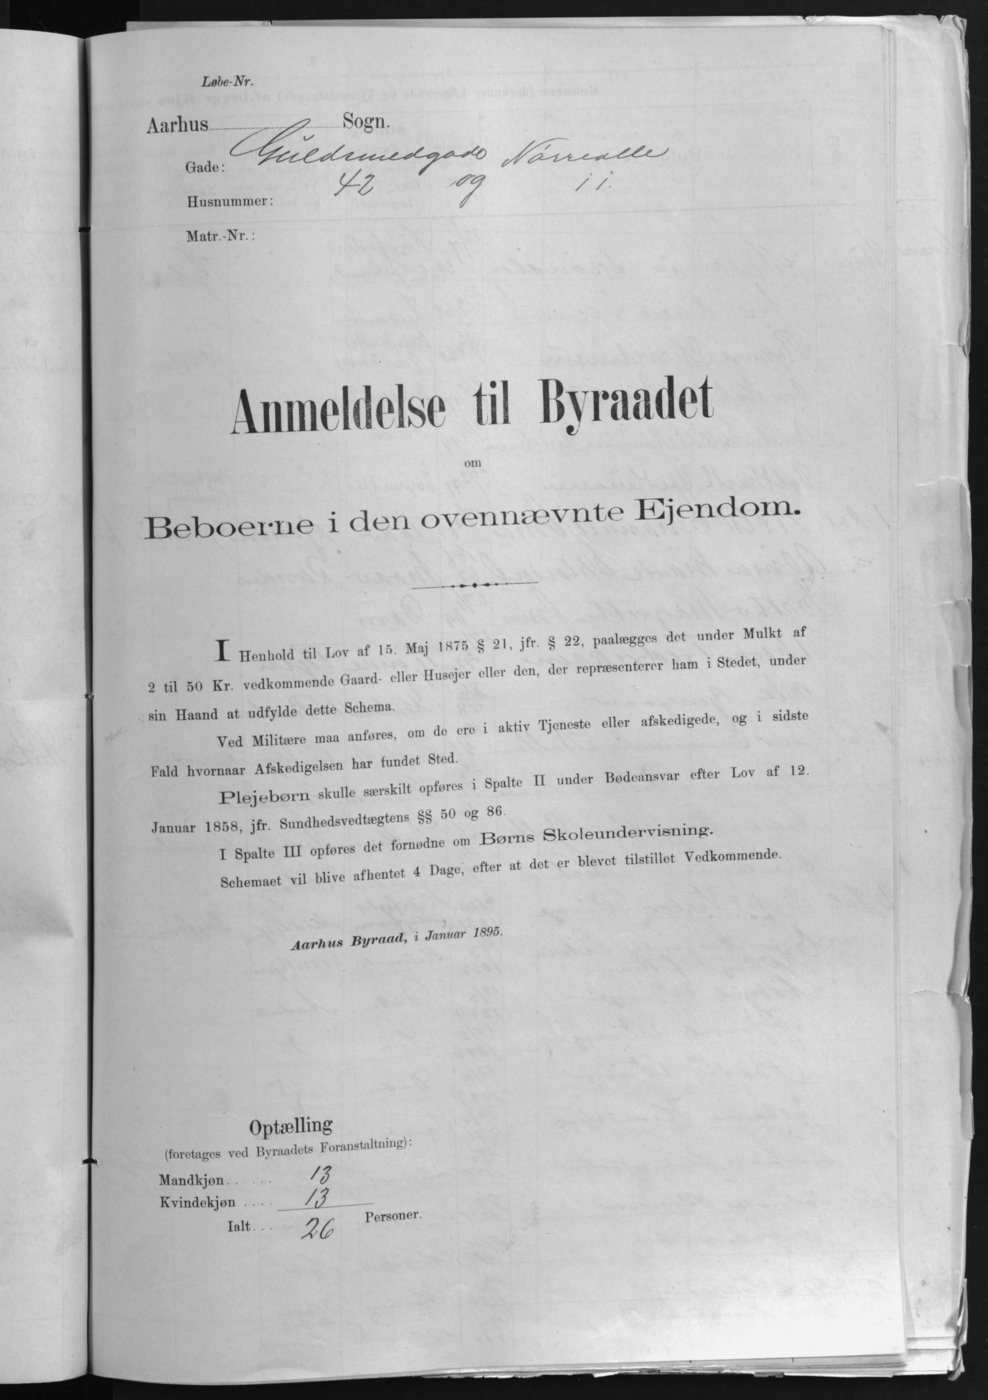 Løbe-Nr.
Aarhus Sogn.
Gade: Guldsmedgade Nørrealle
Husnummer: 42 og 11.
Matr.-Nr.:
Anmeldelse til Byraadet
om
Beboerne i den ovennævnte Ejendom.
I Henhold til Lov af 15. Maj 1875 § 21, jfr. § 22, paalægges det under Mulkt af
2 til 50 Kr. vedkommende Gaard- eller Husejer eller den, der repræsenterer ham i Stedet, under
sin Haand at udfylde dette Schema.
Ved Militære maa anføres, om de ere i aktiv Tjeneste eller afskedigede, og i sidste
Fald hvornaar Afskedigelsen har fundet Sted.
Plejebørn skulle særskilt opføres i Spalte II under Bødeansvar efter Lov af 12.
Januar 1858, jfr. Sundhedsvedtægtens §§ 50 og 86.
I Spalte III opføres det fornødne om Børns Skoleundervisning.
Schemaet vil blive afhentet 4 Dage, efter at det er blevet tilstillet Vedkommende.
Aarhus Byraad, i Januar 1895.
Optælling
(foretages ved Byraadets Foranstaltning):
Mandkjøn...... 13
Kvindekjøn .... 13
Ialt... 26 Personer.